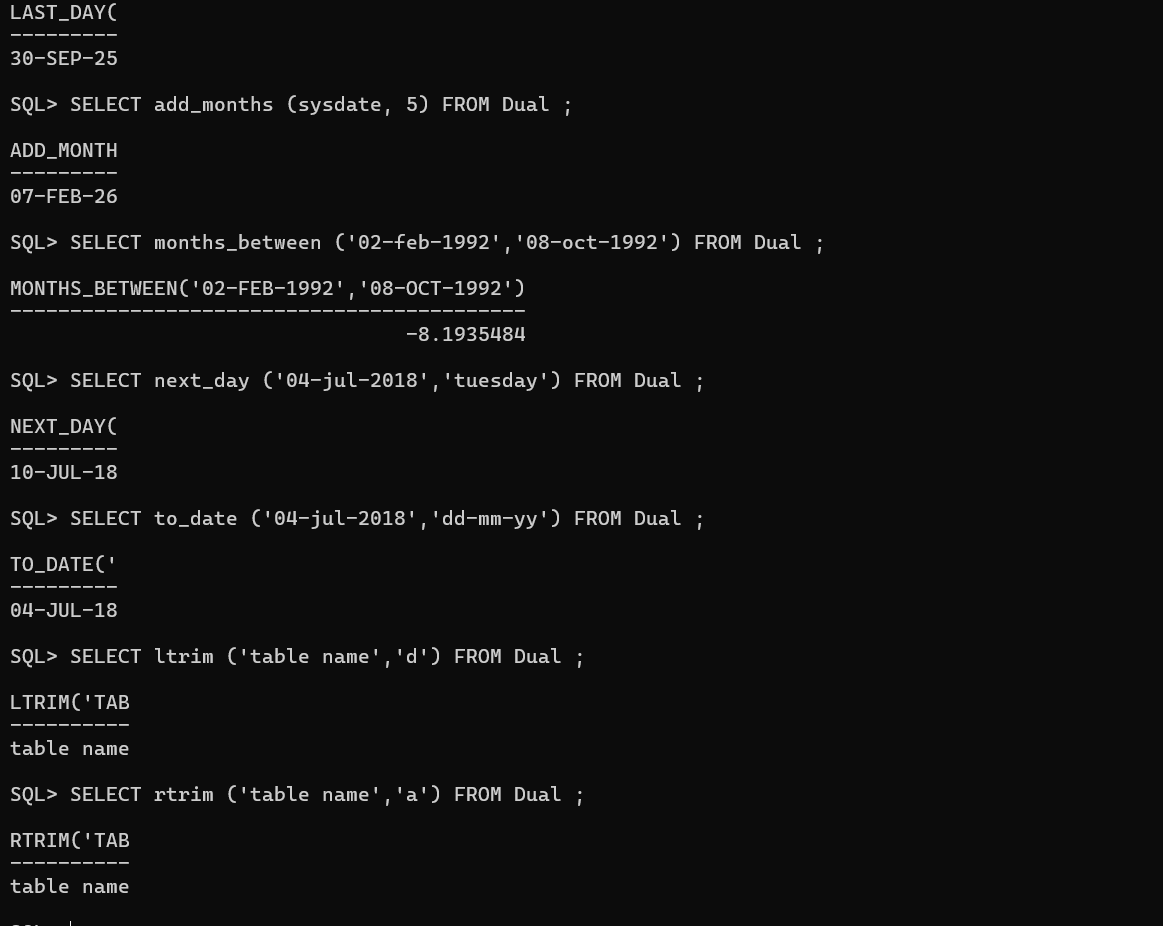 LAST_DAY(
---------
30-SEP-25
SQL> SELECT add_months (sysdate, 5) FROM Dual ;
ADD_MONTH
---------
07-FEB-26
SQL> SELECT months_between ('02-feb-1992','08-oct-1992') FROM Dual ;
MONTHS_BETWEEN('02-FEB-1992','08-OCT-1992')
-------------------------------------------
-8.1935484
SQL> SELECT next_day ('04-jul-2018','tuesday') FROM Dual ;
NEXT_DAY(
---------
10-JUL-18
SQL> SELECT to_date ('04-jul-2018','dd-mm-yy') FROM Dual ;
TO_DATE('
---------
04-JUL-18
SQL> SELECT ltrim ('table name','d') FROM Dual ;
LTRIM('TAB
----------
table name
SQL> SELECT rtrim ('table name','a') FROM Dual ;
RTRIM('TAB
----------
table name